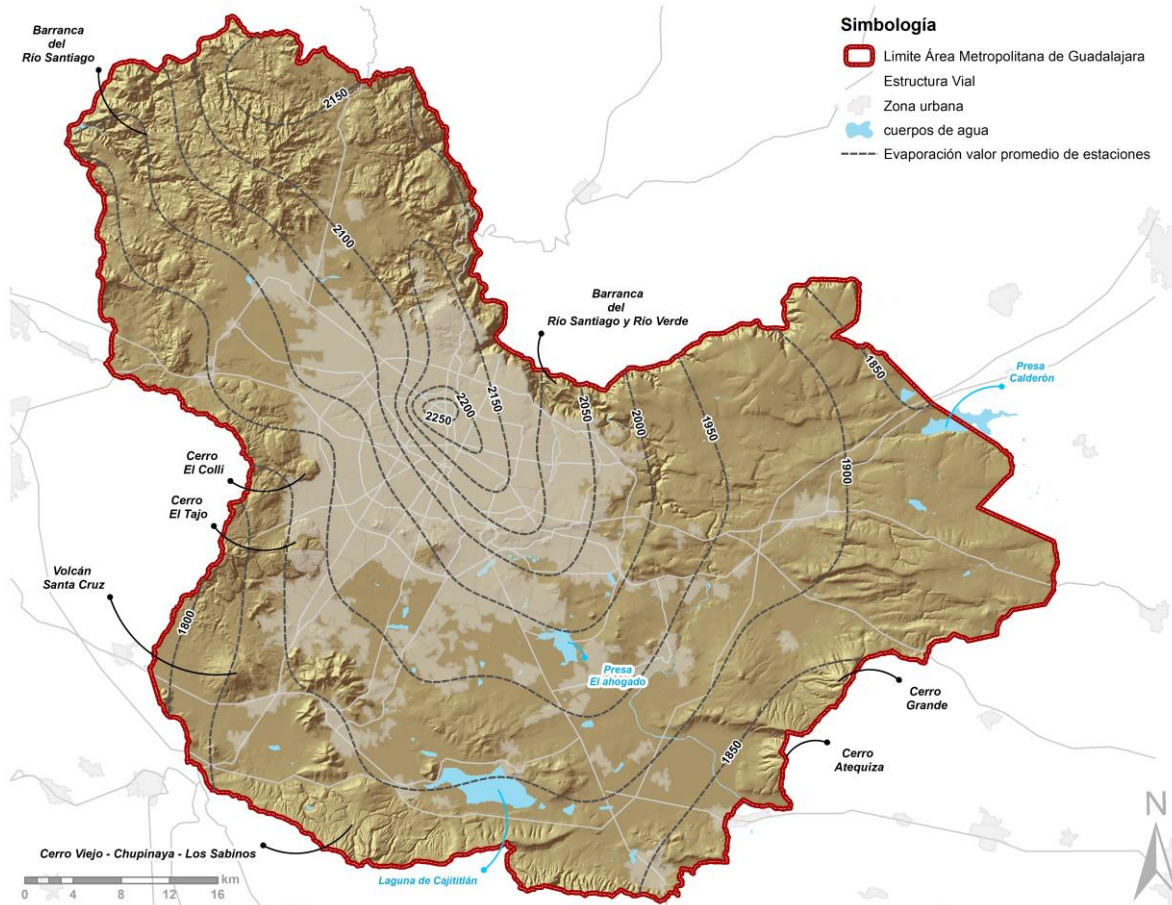 Simbología
Limite Área Metropolitana de Guadalajara
Estructura Vial
Zona urbana
cuerpos de agua
Evaporación valor promedio de estaciones
Barranca
del
Río Santiago
2150
2100
Barranca
del
Río Santiago y Río Verde
1850
Presa
Calderón
2150
2200
2250
2050
2000
1950
1900
Cerro
El Colli
Cerro
El Tajo
Volcán
Santa Cruz
1800
Presa
El ahogado
Cerro
Grande
1850
Cerro
Atequiza
Cerro Viejo - Chupinaya - Los Sabinos
Laguna de Cajititlán
km
0 2 4 8 12 16
N